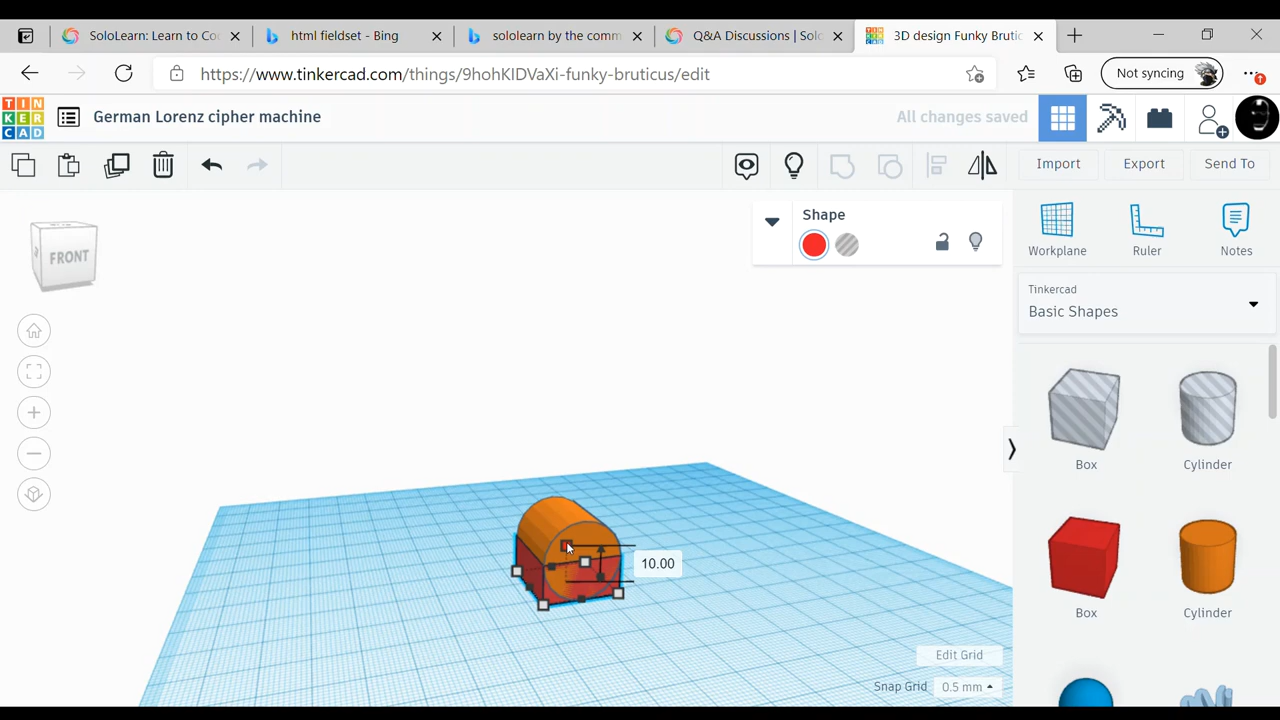 SoloLearn: Learn to Co
html fieldset - Bing
sololearn by the comm
Q&A Discussions | Solo
3D design Funky Brutic
https://www.tinkercad.com/things/9hohKIDVaXi-funky-bruticus/edit
Not syncing
TIN
KER
CAD
German Lorenz cipher machine
All changes saved
Import
Export
Send To
Shape
FRONT
Workplane
Ruler
Notes
Tinkercad
Basic Shapes
Box
Cylinder
10.00
Box
Cylinder
Edit Grid
Snap Grid 0.5 mm